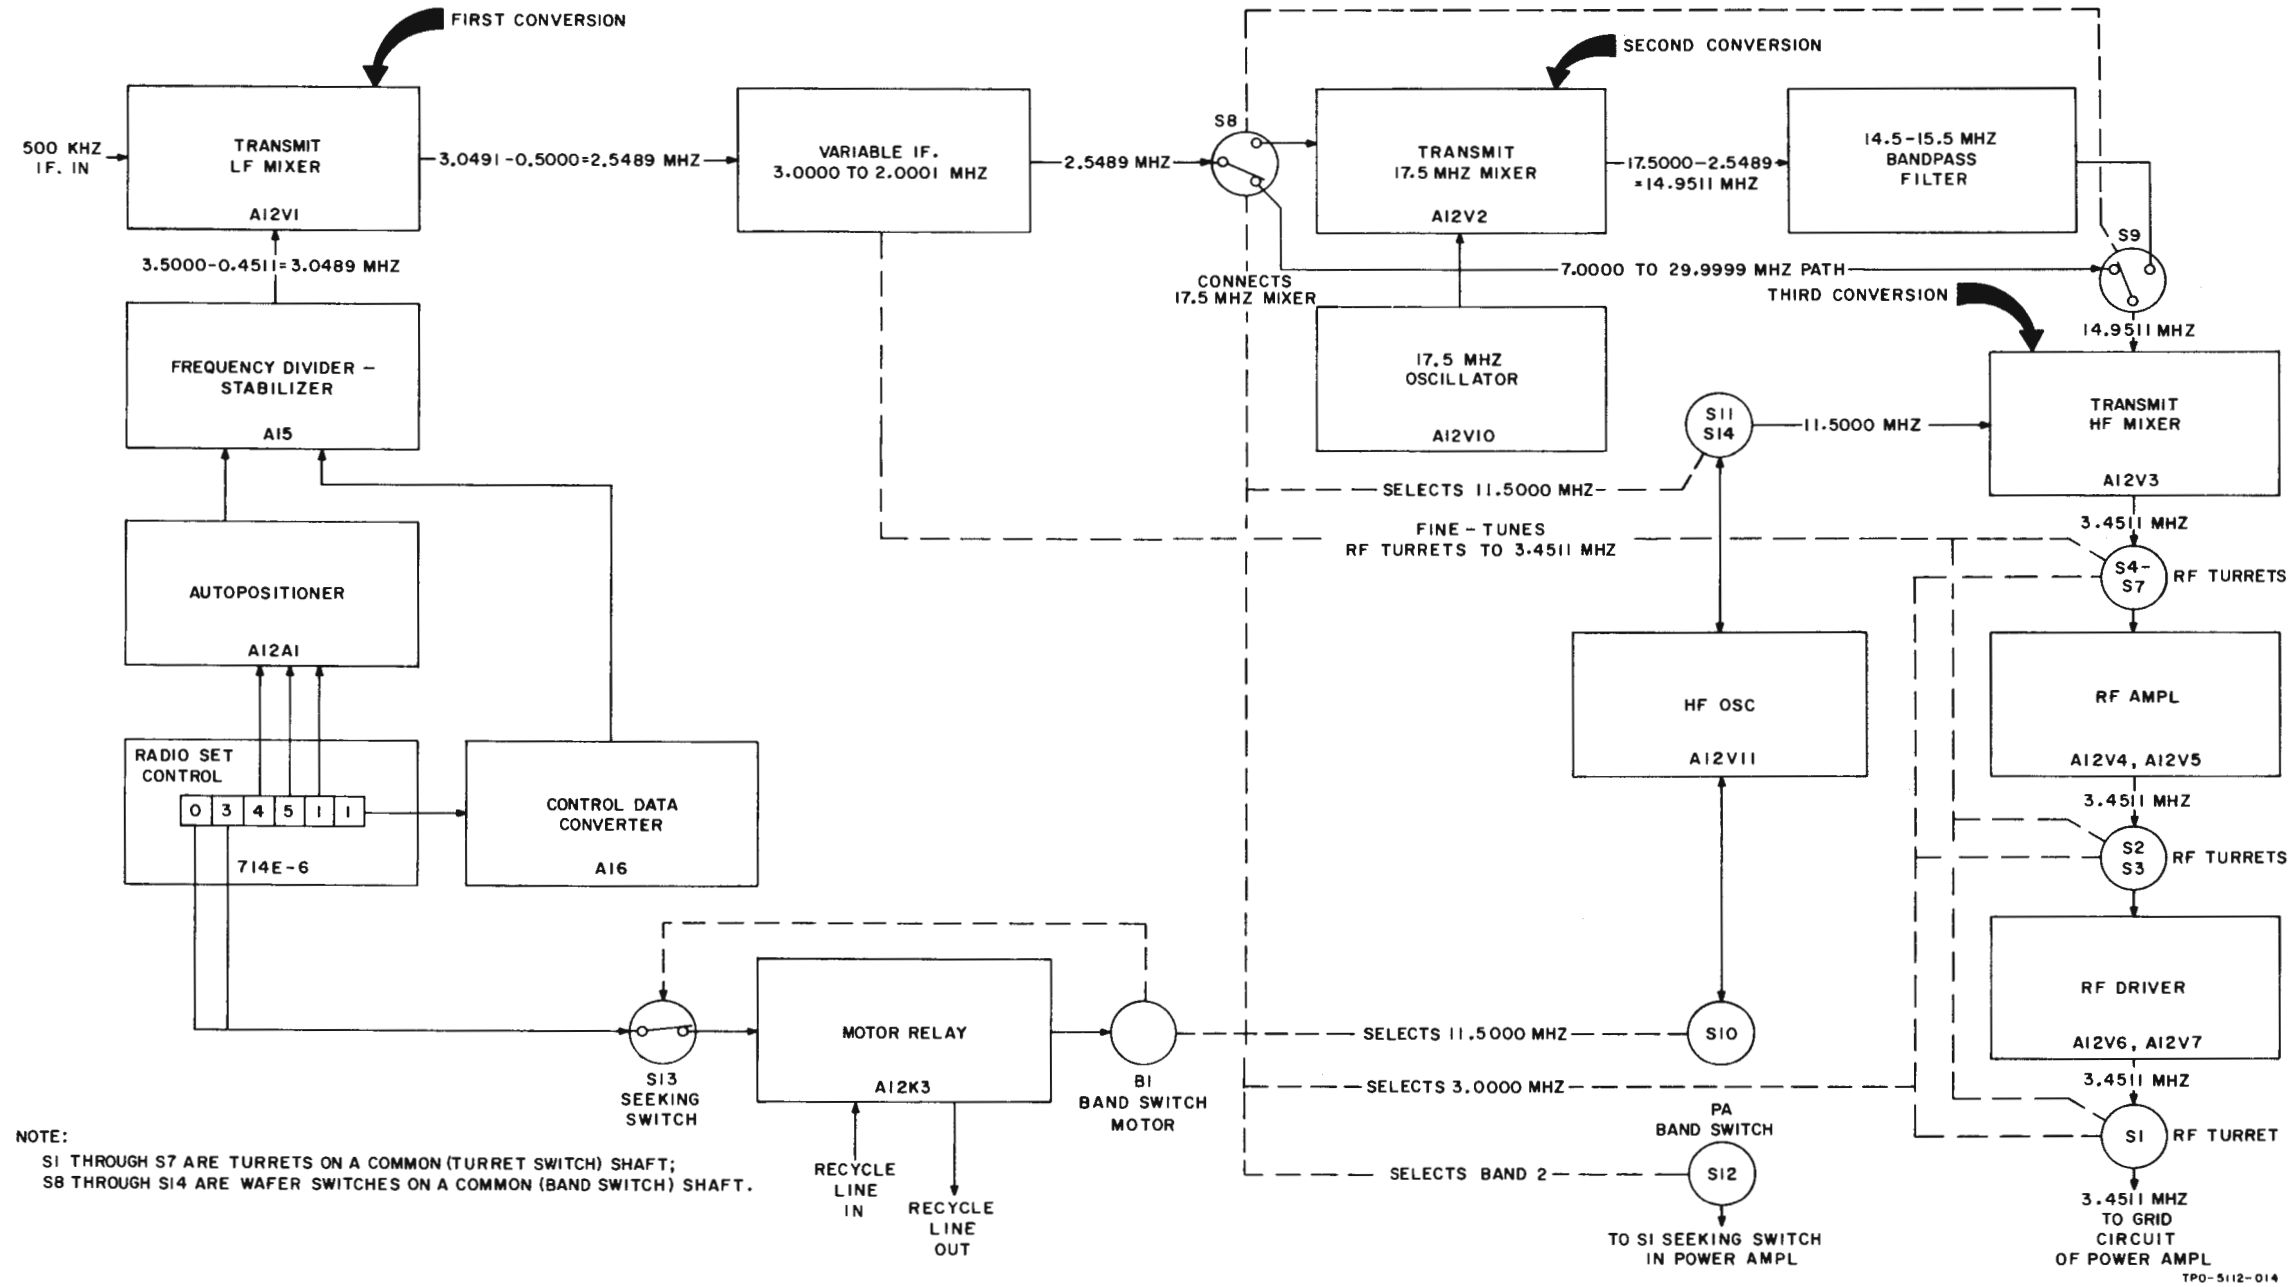 FIRST CONVERSION
SECOND CONVERSION
500 KHZ
IF. IN
TRANSMIT
LF MIXER
A12V1
3.0491-0.5000=2.5489 MHZ
VARIABLE IF.
3.0000 TO 2.0001 MHZ
2.5489 MHZ
S8
TRANSMIT
17.5 MHZ MIXER
A12V2
17.5000-2.5489
=14.9511 MHZ
14.5-15.5 MHZ
BANDPASS
FILTER
S9
3.5000-0.4511=3.0489 MHZ
CONNECTS
17.5 MHZ MIXER
7.0000 TO 29.9999 MHZ PATH
THIRD CONVERSION
14.9511 MHZ
FREQUENCY DIVIDER -
STABILIZER
A15
17.5 MHZ
OSCILLATOR
A12V10
S11
S14
11.5000 MHZ
TRANSMIT
HF MIXER
A12V3
SELECTS 11.5000 MHZ
FINE-TUNES
RF TURRETS TO 3.4511 MHZ
3.4511 MHZ
S4-
S7
RF TURRETS
AUTOPOSITIONER
A12A1
HF OSC
A12V11
RF AMPL
A12V4, A12V5
RADIO SET
CONTROL
0 3 4 5 1 1
714E-6
CONTROL DATA
CONVERTER
A16
3.4511 MHZ
S2
S3
RF TURRETS
RF DRIVER
A12V6, A12V7
S13
SEEKING
SWITCH
MOTOR RELAY
A12K3
B1
BAND SWITCH
MOTOR
SELECTS 11.5000 MHZ
S10
SELECTS 3.0000 MHZ
3.4511 MHZ
PA
BAND SWITCH
S12
SELECTS BAND 2
S1
RF TURRET
RECYCLE
LINE
IN
RECYCLE
LINE
OUT
TO S1 SEEKING SWITCH
IN POWER AMPL
3.4511 MHZ
TO GRID
CIRCUIT
OF POWER AMPL
NOTE:
S1 THROUGH S7 ARE TURRETS ON A COMMON (TURRET SWITCH) SHAFT;
S8 THROUGH S14 ARE WAFER SWITCHES ON A COMMON (BAND SWITCH) SHAFT.
TPO-5112-014